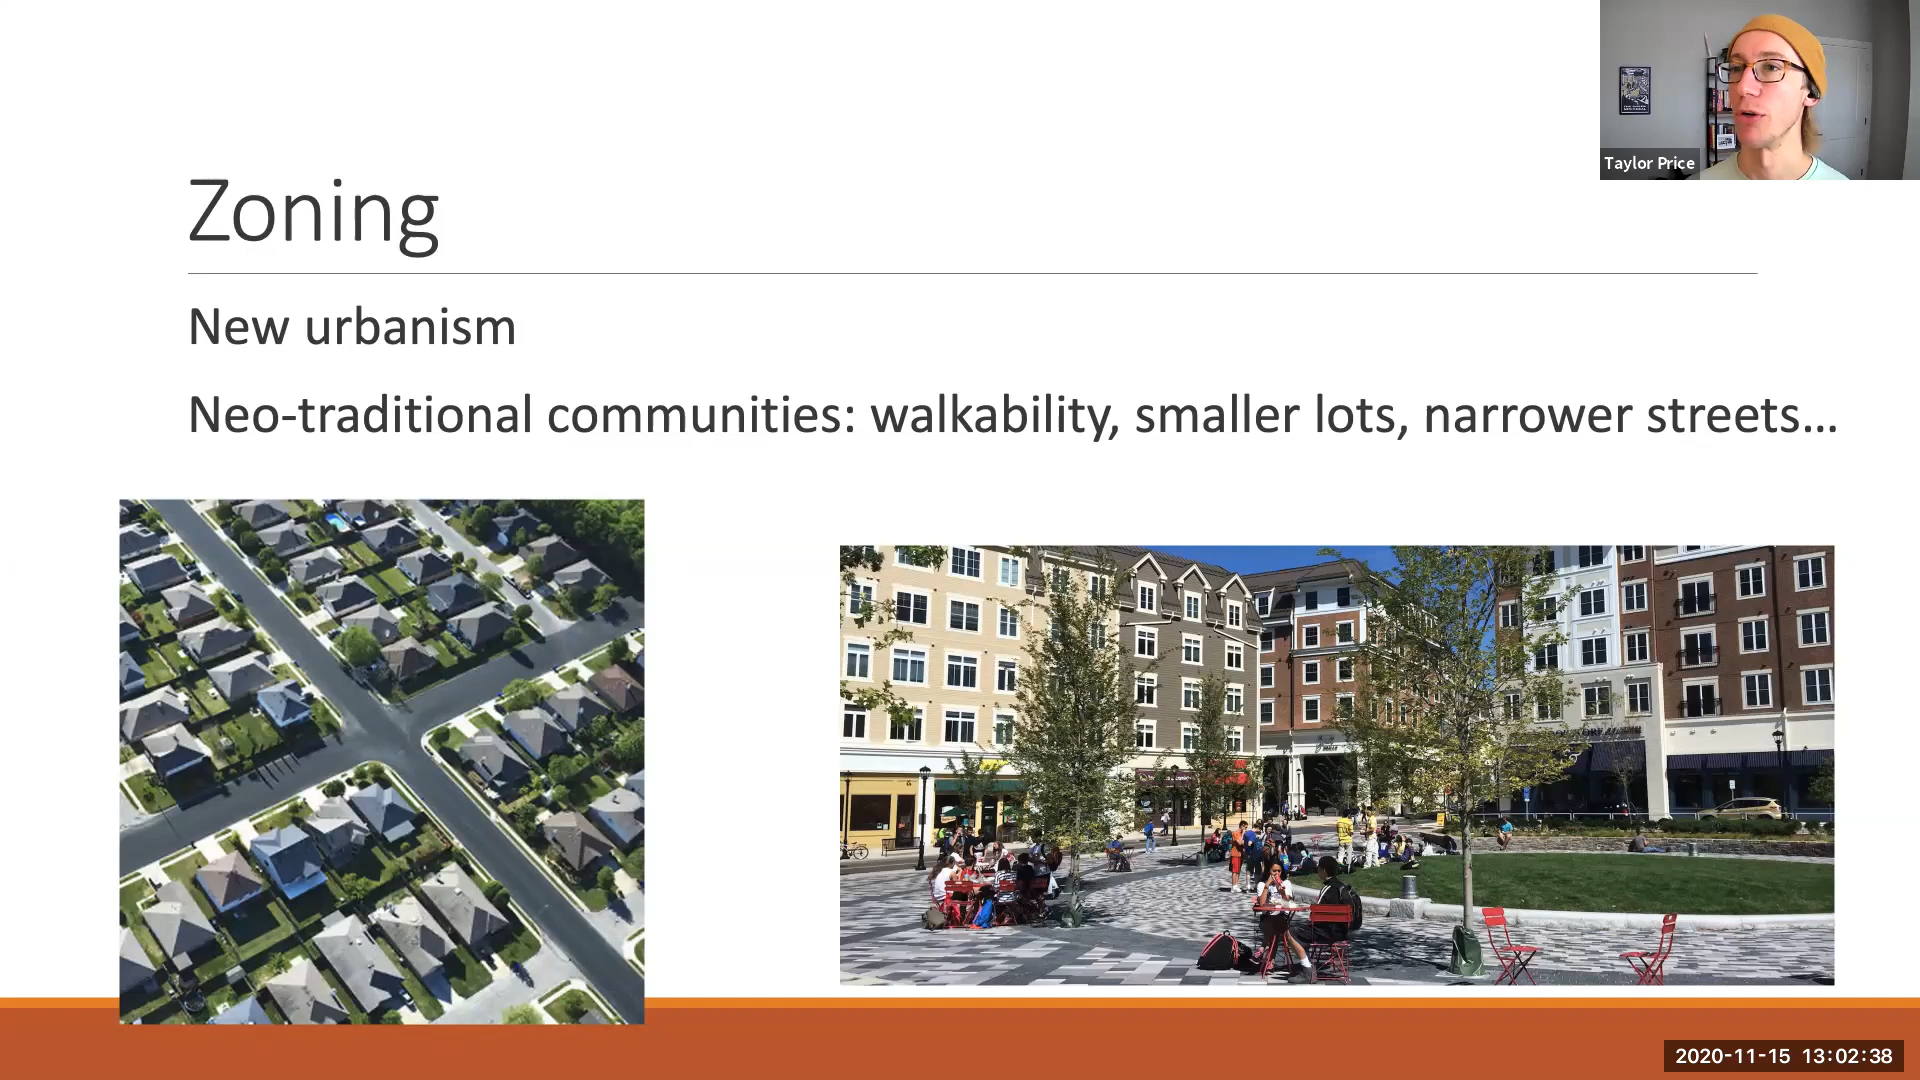 Taylor Price
Zoning
New urbanism
Neo-traditional communities: walkability, smaller lots, narrower streets…
2020-11-15 13:02:38